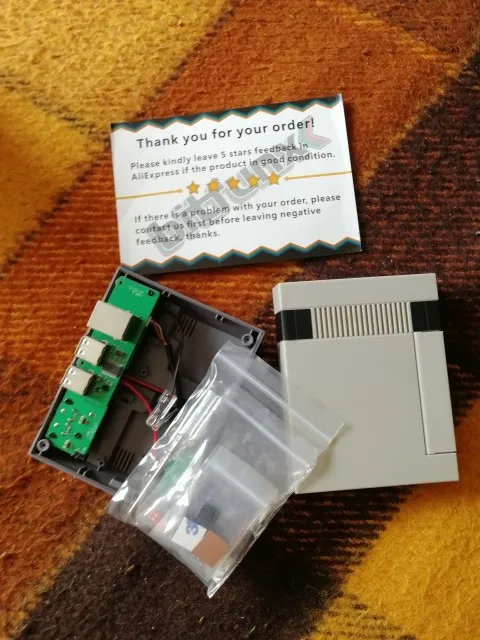 Thank you for your order!
Please kindly leave 5 stars feedback in
AliExpress if the product in good condition.
If there is a problem with your order, please
contact us first before leaving negative
feedback, thanks.